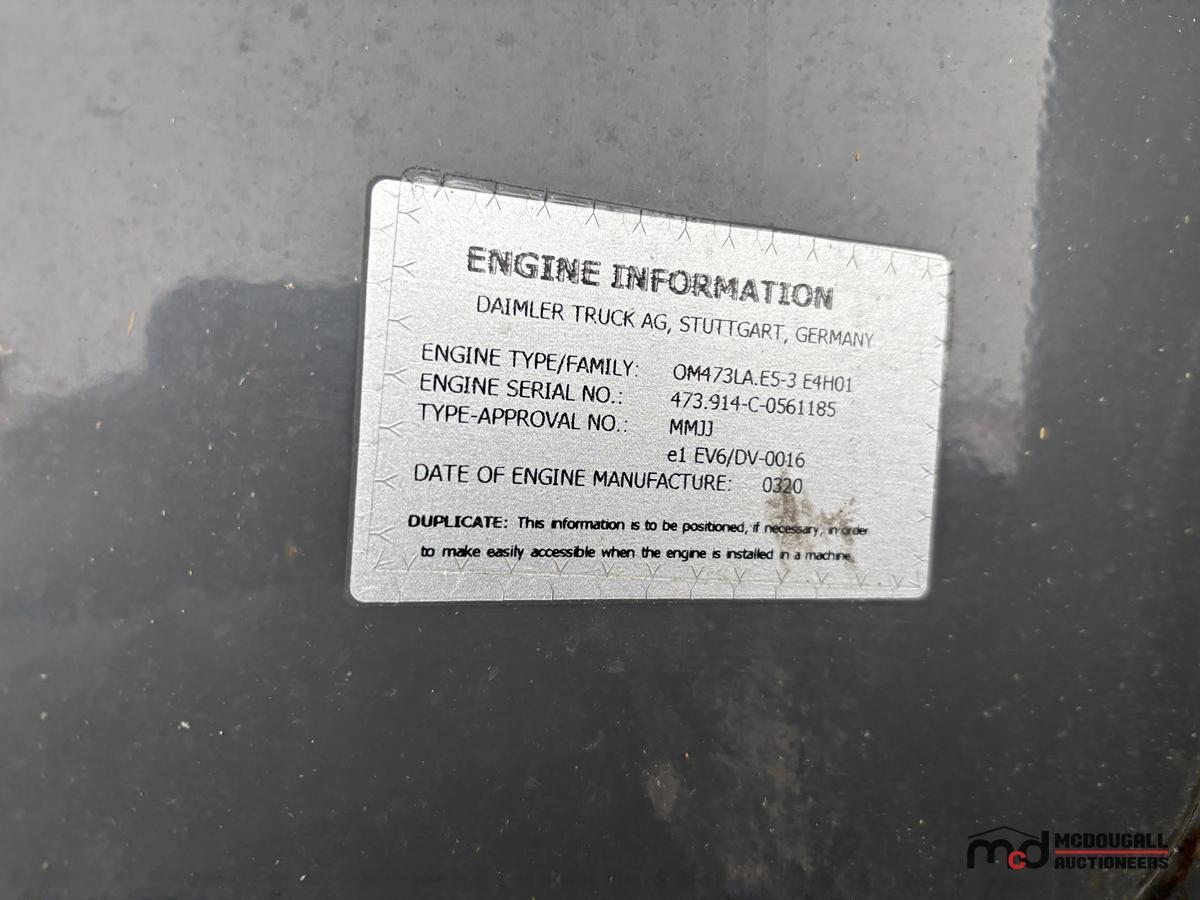 ENGINE INFORMATION
DAIMLER TRUCK AG, STUTTGART, GERMANY
ENGINE TYPE/FAMILY: OM473LA.E5-3 E4H01
ENGINE SERIAL NO.: 473.914-C-0561185
TYPE-APPROVAL NO.: MMJJ
e1 EV6/DV-0016
DATE OF ENGINE MANUFACTURE: 0320
DUPLICATE: This information is to be positioned, if necessary, in order
to make easily accessible when the engine is installed in a machine.
mcd MCDOUGALL
AUCTIONEERS